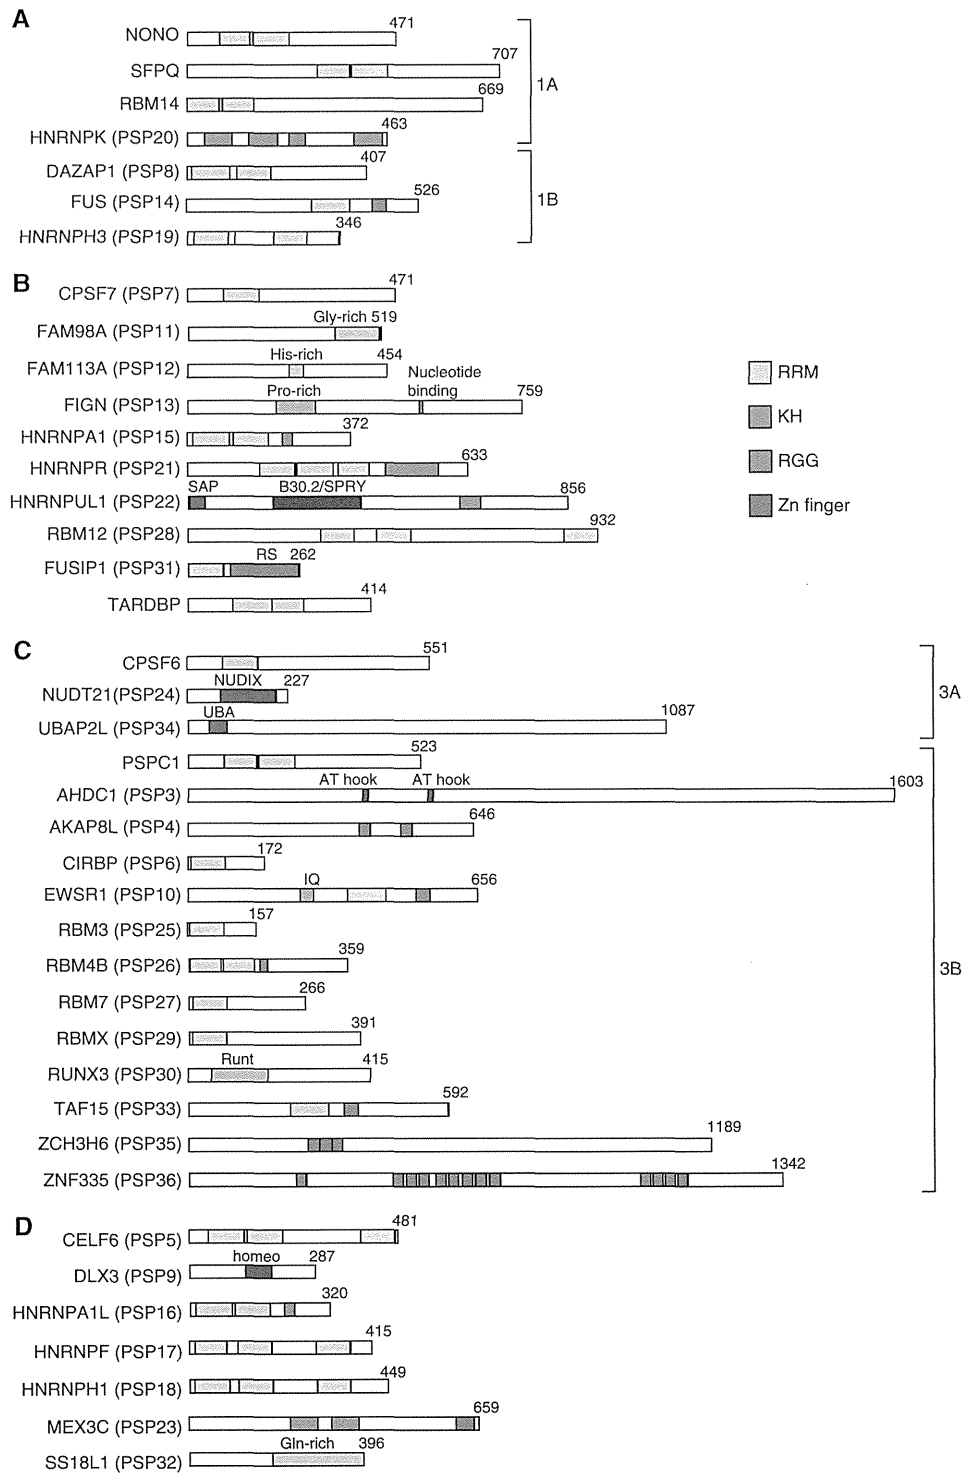 A
NONO 471
SFPQ 707
RBM14 669
1A
HNRNPK (PSP20) 463
DAZAP1 (PSP8) 407
FUS (PSP14) 526
1B
HNRNPH3 (PSP19) 346
B
CPSF7 (PSP7) 471
FAM98A (PSP11) Gly-rich 519
FAM113A (PSP12) His-rich 454
FIGN (PSP13) Pro-rich Nucleotide binding 759
HNRNPA1 (PSP15) 372
HNRNPR (PSP21) 633
HNRNPUL1 (PSP22) SAP B30.2/SPRY 856
RBM12 (PSP28) 932
FUSIP1 (PSP31) RS 262
TARDBP 414
RRM
KH
RGG
Zn finger
C
CPSF6 551
NUDT21(PSP24) NUDIX 227
3A
UBAP2L (PSP34) UBA 1087
PSPC1 523
AHDC1 (PSP3) AT hook AT hook 1603
AKAP8L (PSP4) 646
CIRBP (PSP6) 172
EWSR1 (PSP10) IQ 656
RBM3 (PSP25) 157
RBM4B (PSP26) 359
3B
RBM7 (PSP27) 266
RBMX (PSP29) 391
RUNX3 (PSP30) Runt 415
TAF15 (PSP33) 592
ZCH3H6 (PSP35) 1189
ZNF335 (PSP36) 1342
D
CELF6 (PSP5) 481
DLX3 (PSP9) homeo 287
HNRNPA1L (PSP16) 320
HNRNPF (PSP17) 415
HNRNPH1 (PSP18) 449
MEX3C (PSP23) 659
SS18L1 (PSP32) Gln-rich 396